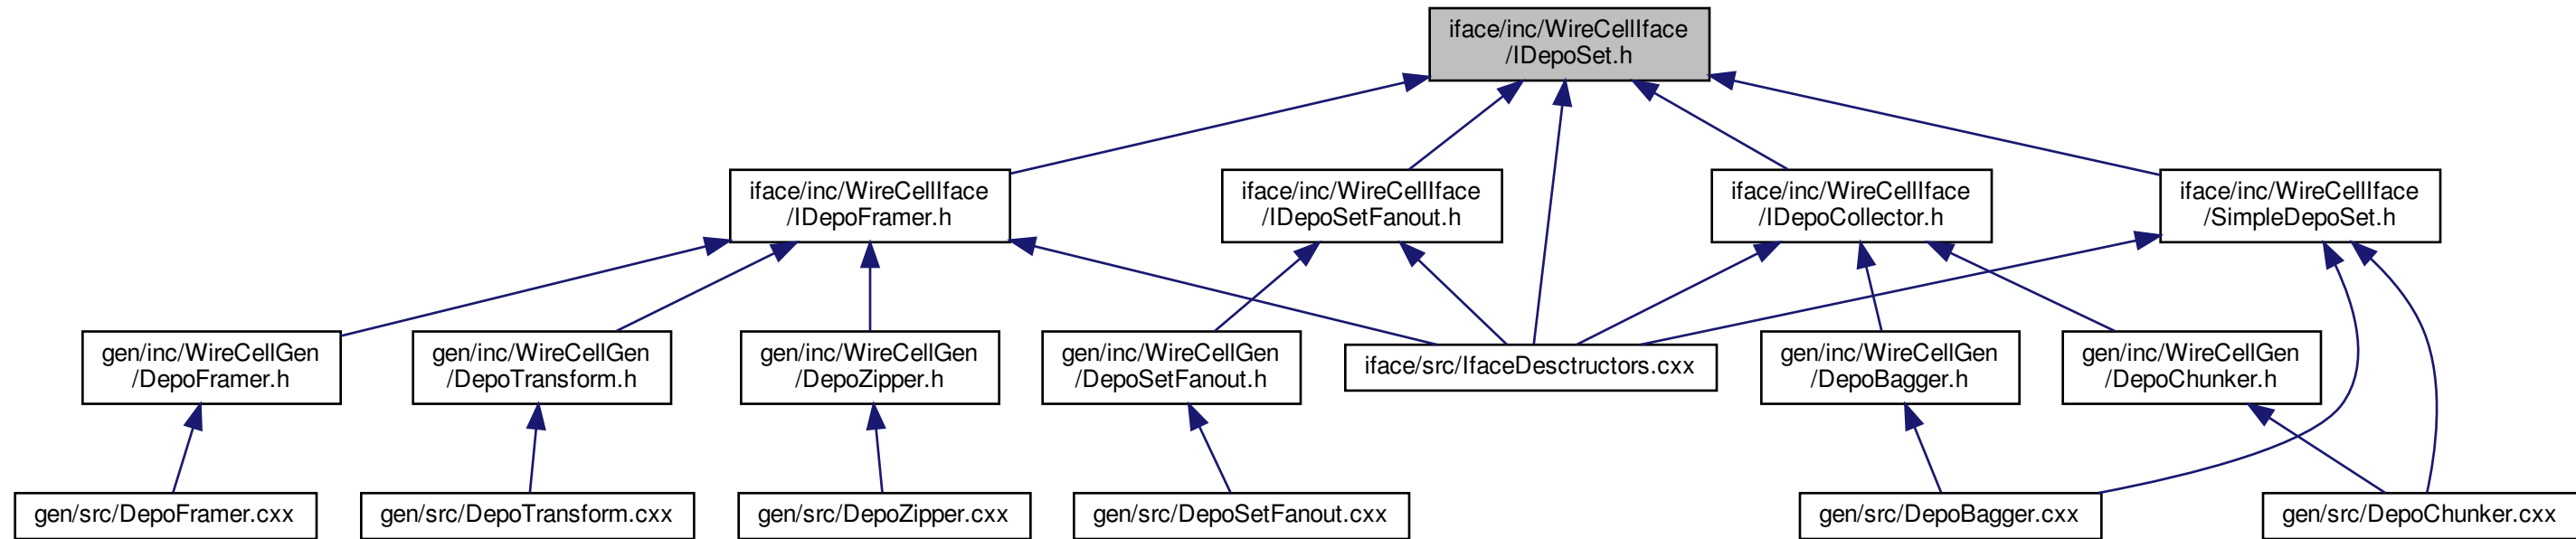 iface/inc/WireCellIface
/IDepoSet.h
iface/inc/WireCellIface
/IDepoFramer.h
iface/inc/WireCellIface
/IDepoSetFanout.h
iface/inc/WireCellIface
/IDepoCollector.h
iface/inc/WireCellIface
/SimpleDepoSet.h
gen/inc/WireCellGen
/DepoFramer.h
gen/inc/WireCellGen
/DepoTransform.h
gen/inc/WireCellGen
/DepoZipper.h
gen/inc/WireCellGen
/DepoSetFanout.h
iface/src/IfaceDesctructors.cxx
gen/inc/WireCellGen
/DepoBagger.h
gen/inc/WireCellGen
/DepoChunker.h
gen/src/DepoFramer.cxx
gen/src/DepoTransform.cxx
gen/src/DepoZipper.cxx
gen/src/DepoSetFanout.cxx
gen/src/DepoBagger.cxx
gen/src/DepoChunker.cxx